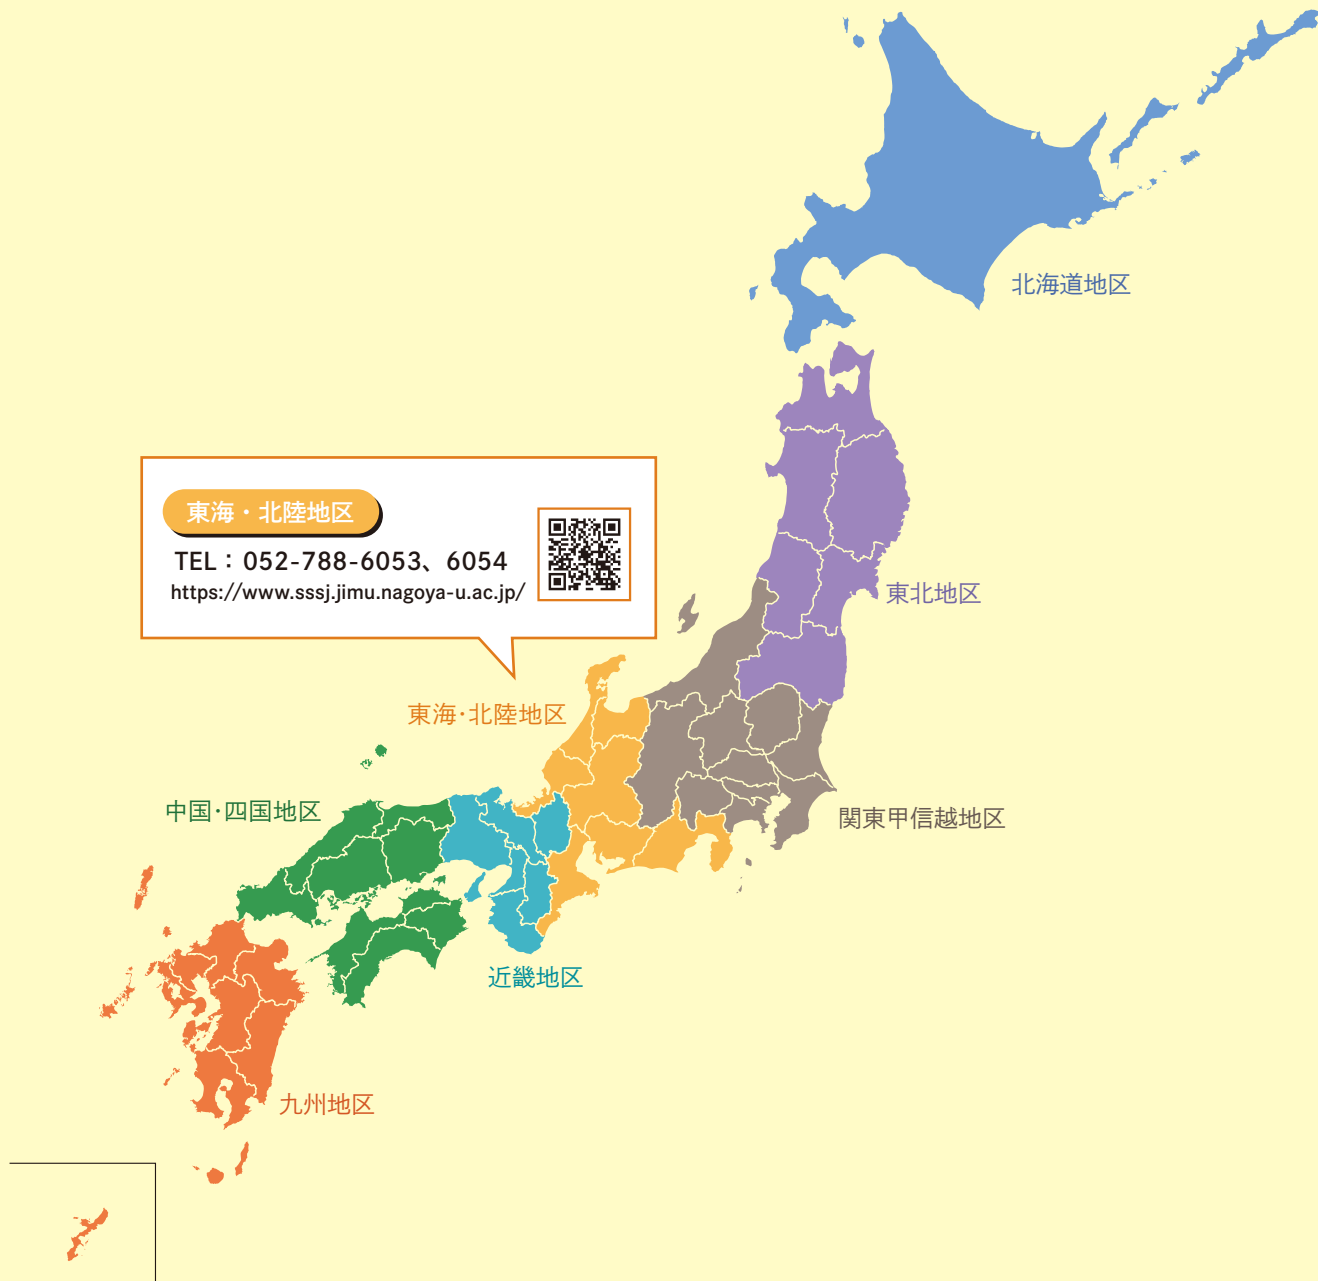 北海道地区
東海・北陸地区
TEL：052-788-6053、6054
https://www.sssj.jimu.nagoya-u.ac.jp/
東北地区
東海・北陸地区
中国・四国地区
関東甲信越地区
近畿地区
九州地区